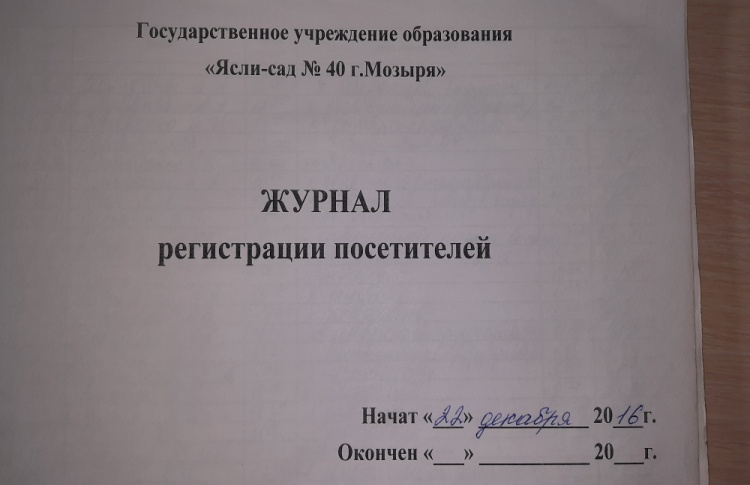 Государственное учреждение образования
«Ясли-сад № 40 г.Мозыря»
ЖУРНАЛ
регистрации посетителей
Начат «22» декабря 2016г.
Окончен «___» __________ 20___г.